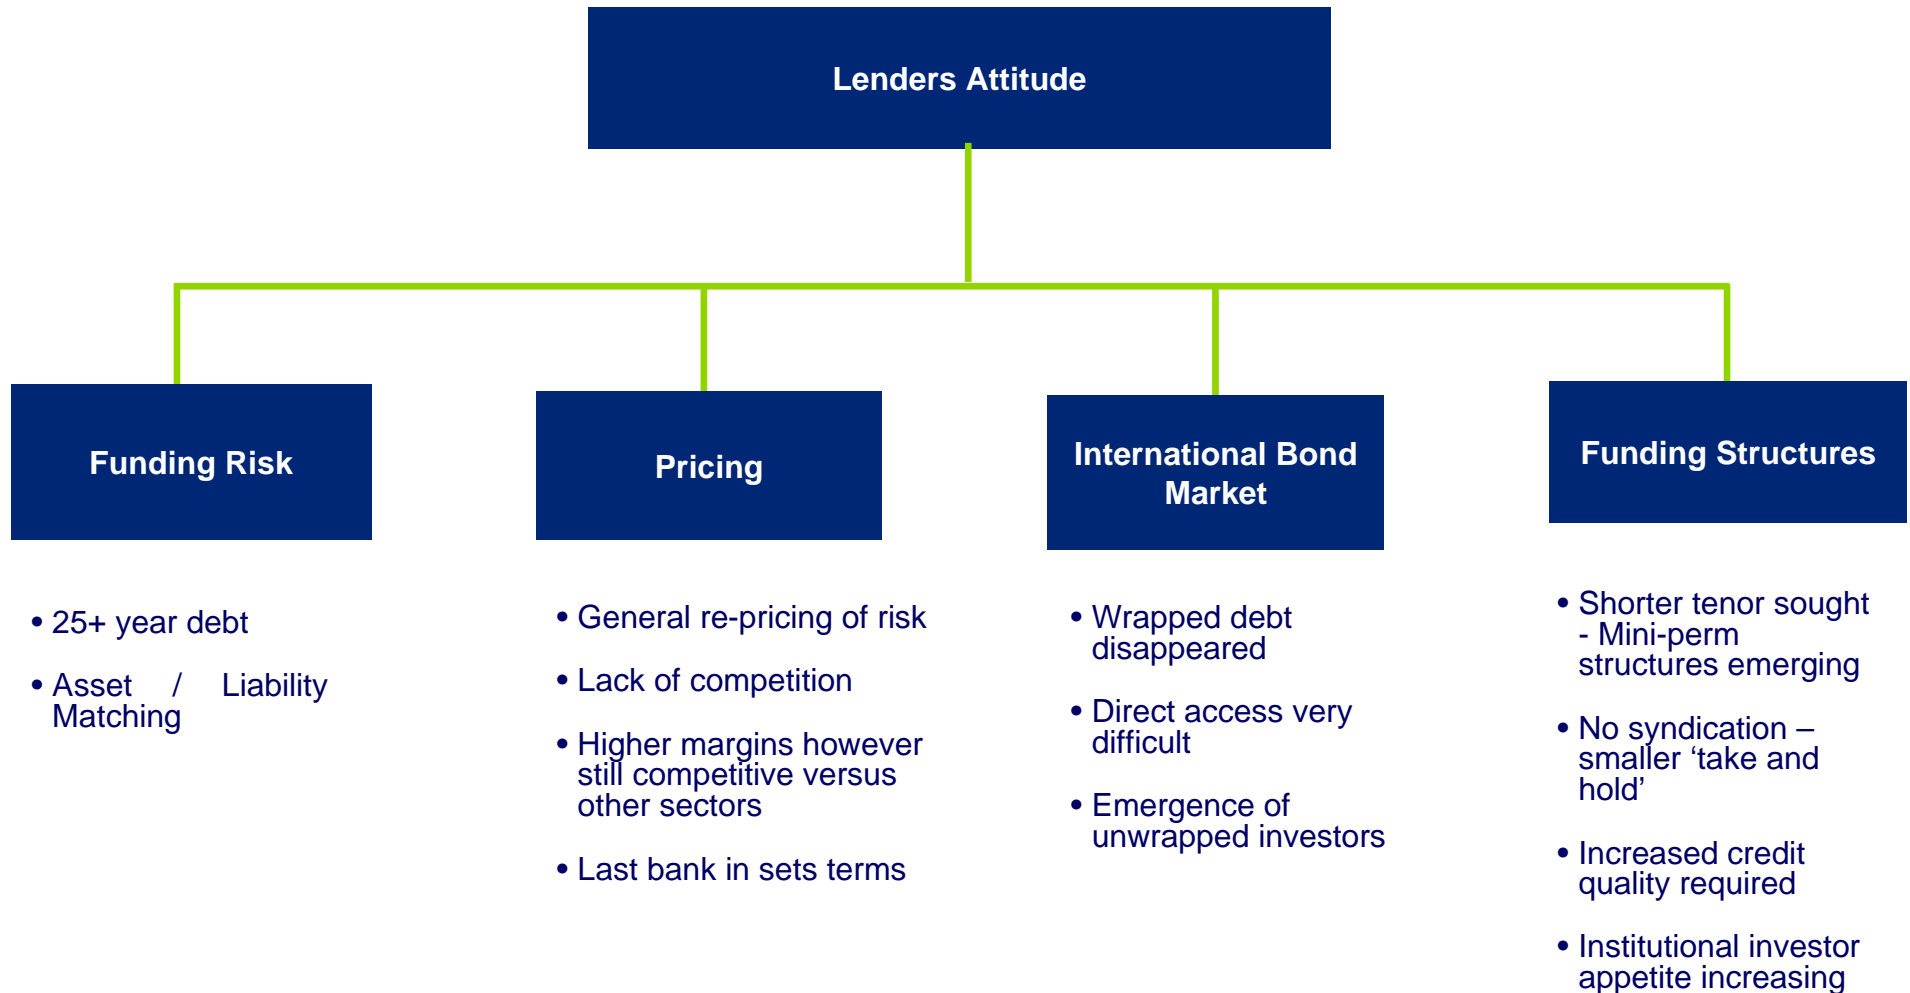 Lenders Attitude
Funding Risk
• 25+ year debt
• Asset / Liability
Matching
Pricing
• General re-pricing of risk
• Lack of competition
• Higher margins however
still competitive versus
other sectors
• Last bank in sets terms
International Bond
Market
• Wrapped debt
disappeared
• Direct access very
difficult
• Emergence of
unwrapped investors
Funding Structures
• Shorter tenor sought
- Mini-perm
structures emerging
• No syndication –
smaller ‘take and
hold’
• Increased credit
quality required
• Institutional investor
appetite increasing